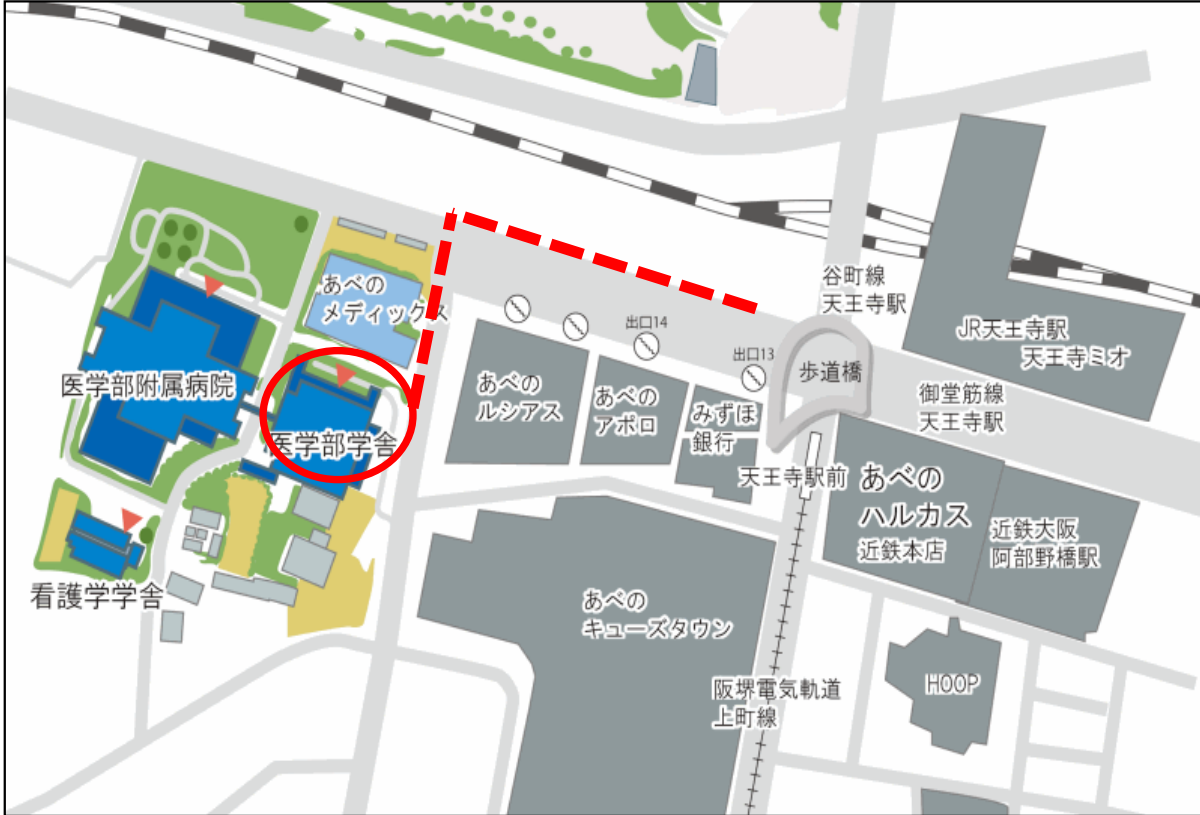 谷町線
天王寺駅
あべの
メディックス
出口14
JR天王寺駅
天王寺ミオ
出口13
歩道橋
医学部附属病院
あべの
ルシアス
あべの
アポロ
みずほ
銀行
御堂筋線
天王寺駅
医学部学舎
天王寺駅前
あべの
ハルカス
近鉄本店
近鉄大阪
阿部野橋駅
看護学学舎
あべの
キューズタウン
阪堺電気軌道
上町線
HOOP